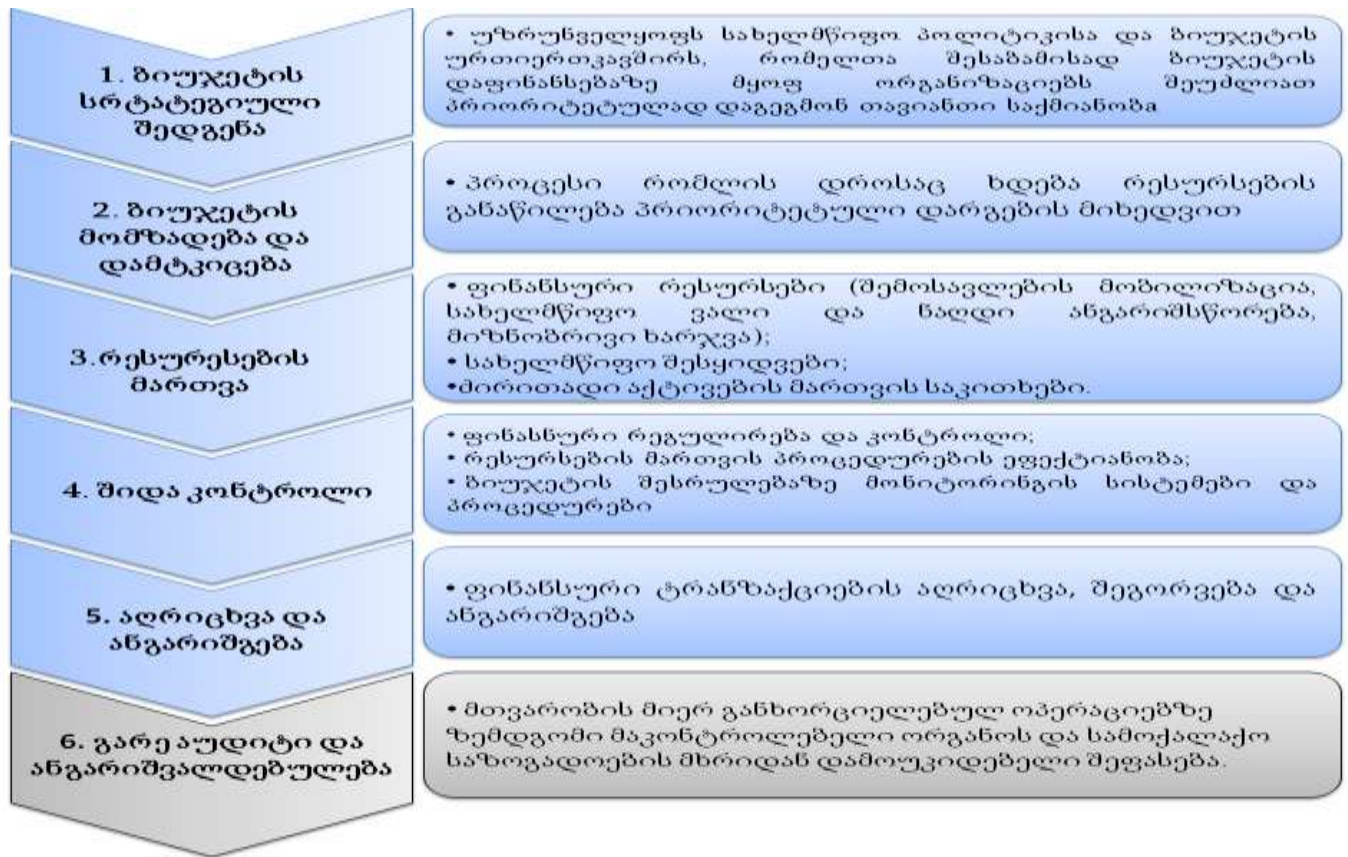 1. ბიუჯეტის
სრტატეგიული
შედგენა
• უზრუნველყოფს სახელმწიფო პოლიტიკისა და ბიუჯეტის
ურთიერთკავშირს, რომელთა შესაბამისად ბიუჯეტის
დაფინანსებაზე მყოფ ორგანიზაციებს შეუძლიათ
პრიორიტეტულად დაგეგმონ თავიანთი საქმიანობa
2. ბიუჯეტის
მომზადება და
დამტკიცება
• პროცესი რომლის დროსაც ხდება რესურსების
განაწილება პრიორიტეტული დარგების მიხედვით
3.რესურესების
მართვა
• ფინანსური რესურსები (შემოსავლების მობილიზაცია,
სახელმწიფო ვალი და ნაღდი ანგარიშსწორება,
მიზნობრივი ხარჯვა);
• სახელმწიფო შესყიდვები;
•ძირითადი აქტივების მართვის საკითხები.
4. შიდა კონტროლი
• ფინასნური რეგულირება და კონტროლი;
• რესურსების მართვის პროცედურების ეფექტიანობა;
• ბიუჯეტის შესრულებაზე მონიტორინგის სისტემები და
პროცედურები
5. აღრიცხვა და
ანგარიშგება
• ფინანსური ტრანზაქციების აღრიცხვა, შეგორვება და
ანგარიშგება
6. გარე აუდიტი და
ანგარიშვალდებულება
• მთვარობის მიერ განხორციელებულ ოპერაციებზე
ზემდგომი მაკონტროლებელი ორგანოს და სამოქალაქო
საზოგადოების მხრიდან დამოუკიდებელი შეფასება.